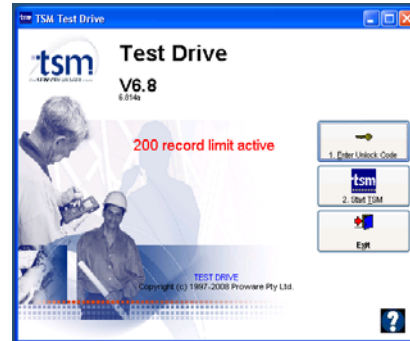 TSM Test Drive
tsm
Test Drive
V6.8
6.814a
200 record limit active
1. Enter Unlock Code
tsm
2. Start TSM
Exit
TEST DRIVE
Copyright (c) 1997-2008 Proware Pty Ltd.
?